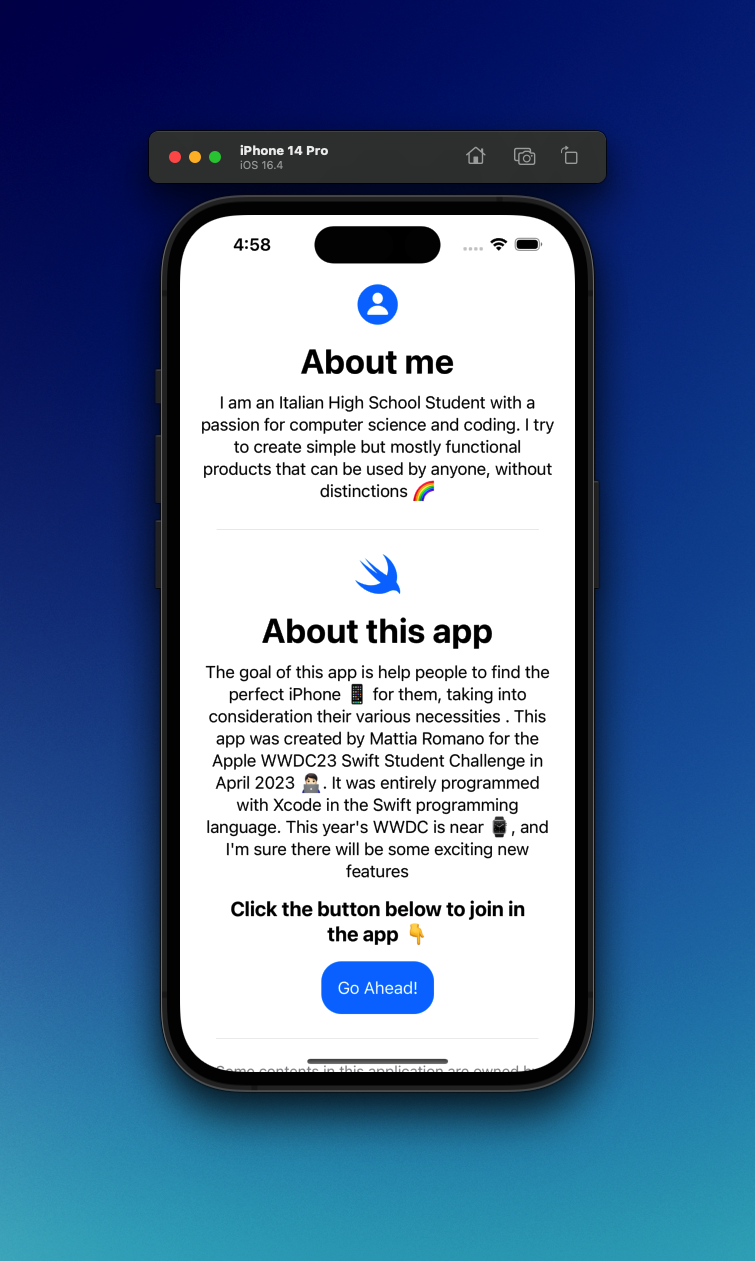 iPhone 14 Pro
iOS 16.4
4:58
About me
I am an Italian High School Student with a
passion for computer science and coding. I try
to create simple but mostly functional
products that can be used by anyone, without
distinctions 🌈
About this app
The goal of this app is help people to find the
perfect iPhone 📱 for them, taking into
consideration their various necessities . This
app was created by Mattia Romano for the
Apple WWDC23 Swift Student Challenge in
April 2023 👨🏻‍💻. It was entirely programmed
with Xcode in the Swift programming
language. This year's WWDC is near ⌚️, and
I'm sure there will be some exciting new
features
Click the button below to join in
the app 👇
Go Ahead!
Some contents in this application are owned by